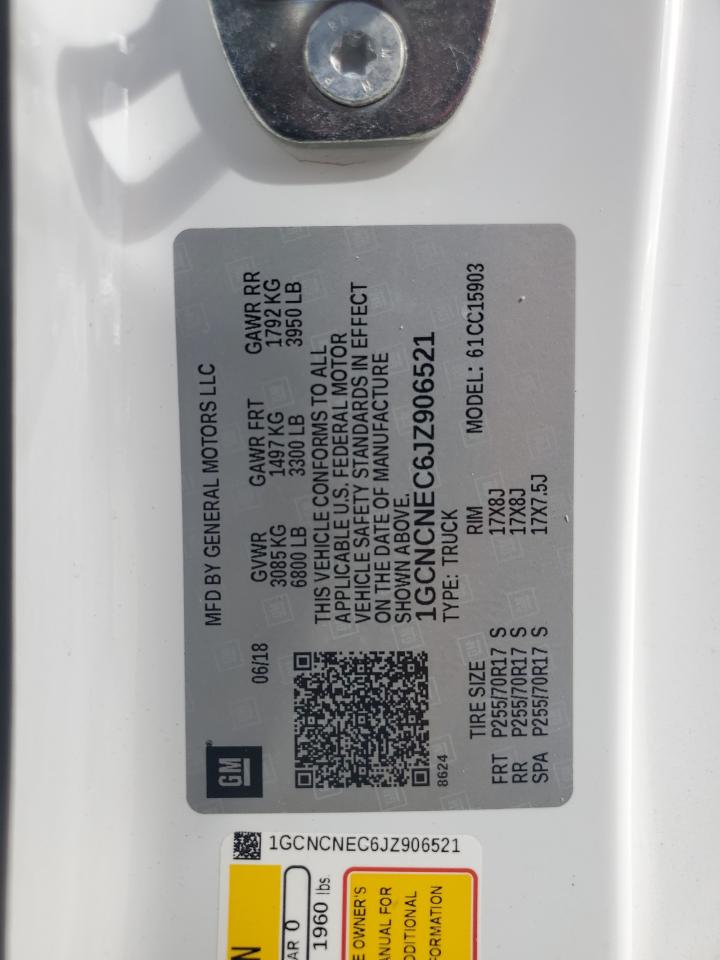 MFD BY GENERAL MOTORS LLC
GM
06/18
GVWR GAWR FRT GAWR RR
3085 KG 1497 KG 1792 KG
6800 LB 3300 LB 3950 LB
THIS VEHICLE CONFORMS TO ALL
APPLICABLE U.S. FEDERAL MOTOR
VEHICLE SAFETY STANDARDS IN EFFECT
ON THE DATE OF MANUFACTURE
SHOWN ABOVE.
1GCNCNEC6JZ906521
8624
TYPE: TRUCK
TIRE SIZE RIM MODEL: 61CC15903
FRT P255/70R17 S 17X8J
RR P255/70R17 S 17X8J
SPA P255/70R17 S 17X7.5J
1GCNCNEC6JZ906521
N
AR 0
1960 lbs.
OWNER'S
FOR